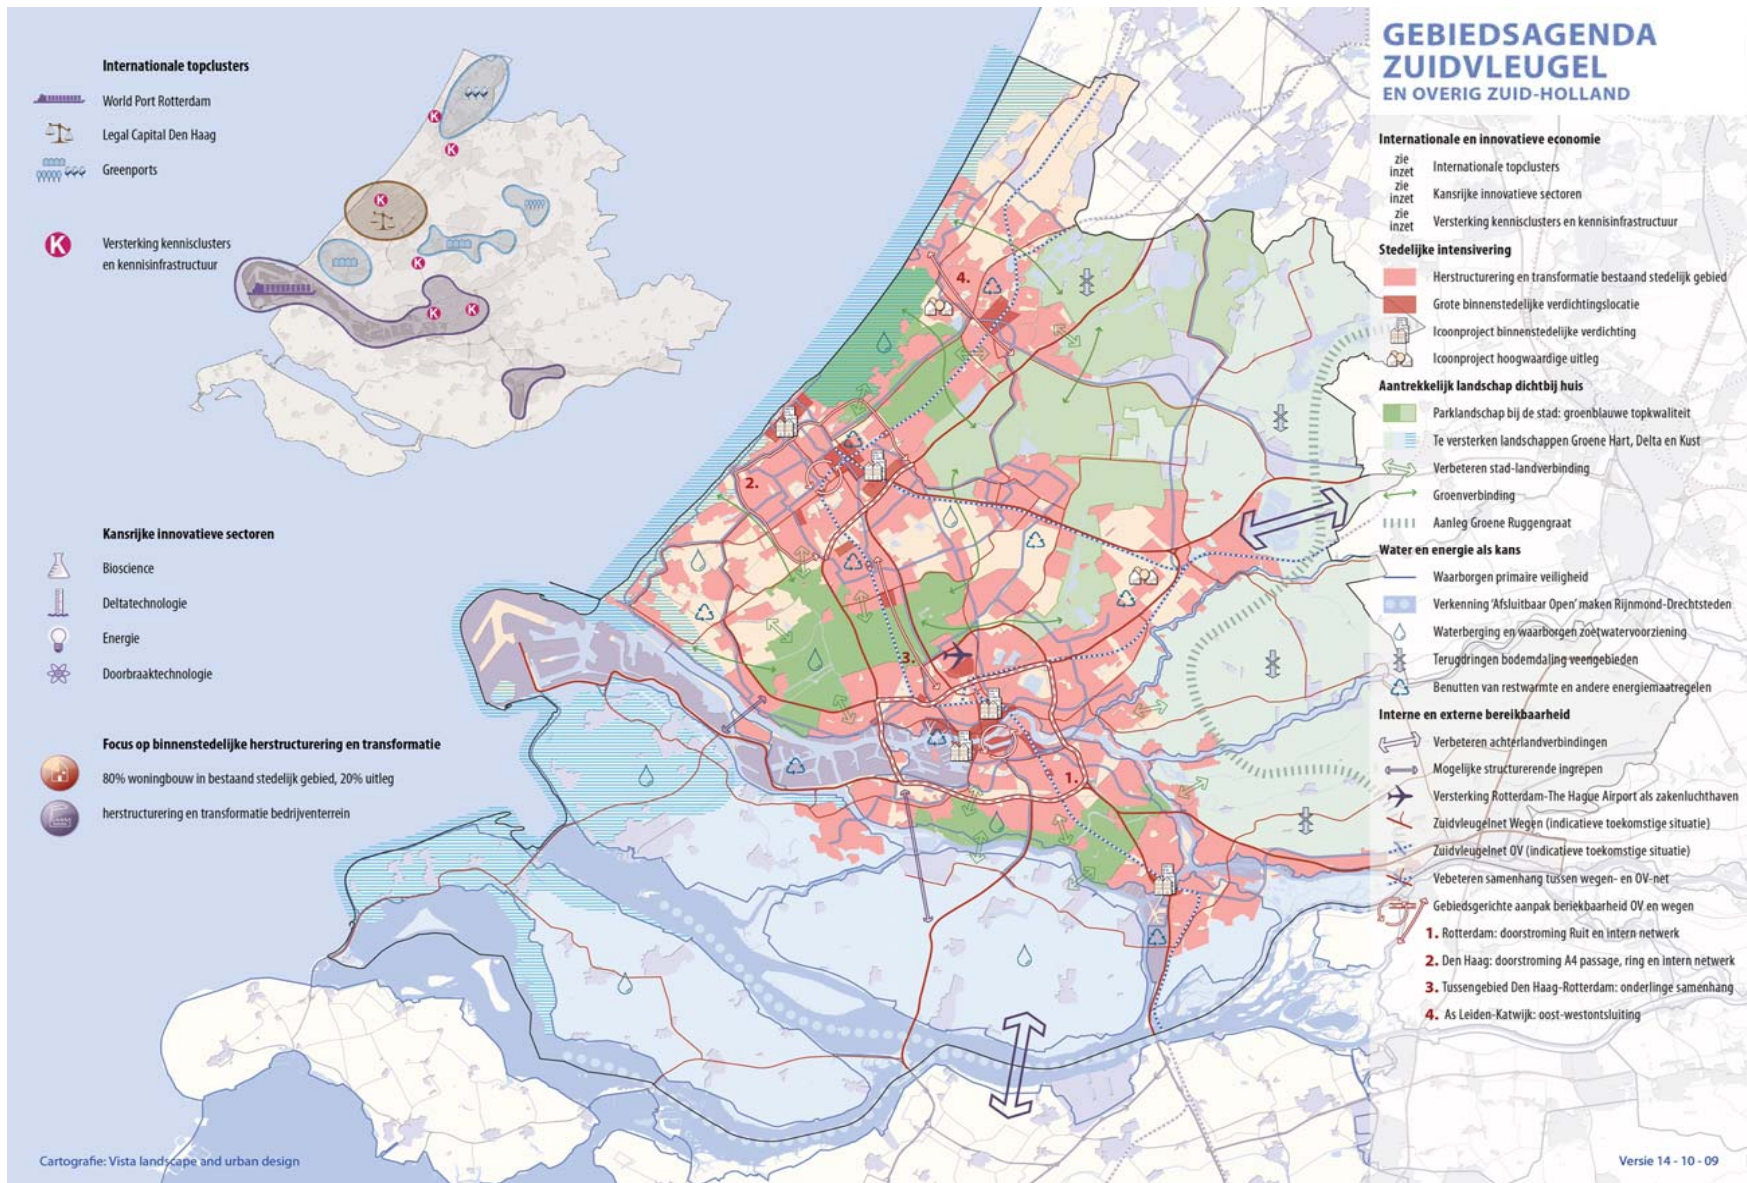 Internationale topclusters
World Port Rotterdam
Legal Capital Den Haag
Greenports
K
Versterking kennisclusters
en kennisinfrastructuur
K
K
K
K
K
K
Kansrijke innovatieve sectoren
Bioscience
Deltatechnologie
Energie
Doorbraaktechnologie
Focus op binnenstedelijke herstructurering en transformatie
80% woningbouw in bestaand stedelijk gebied, 20% uitleg
herstructurering en transformatie bedrijventerrein
Cartografie: Vista landscape and urban design
4.
2.
3.
1.
GEBIEDSAGENDA
ZUIDVLEUGEL
EN OVERIG ZUID-HOLLAND
Internationale en innovatieve economie
zie
inzet
Internationale topclusters
zie
inzet
Kansrijke innovatieve sectoren
zie
inzet
Versterking kennisclusters en kennisinfrastructuur
Stedelijke intensivering
Herstructurering en transformatie bestaand stedelijk gebied
Grote binnenstedelijke verdichtingslocatie
Icoonproject binnenstedelijke verdichting
Icoonproject hoogwaardige uitleg
Aantrekkelijk landschap dichtbij huis
Parklandschap bij de stad: groenblauwe topkwaliteit
Te versterken landschappen Groene Hart, Delta en Kust
Verbeteren stad-landverbinding
Groenverbinding
Aanleg Groene Ruggengraat
Water en energie als kans
Waarborgen primaire veiligheid
Verkenning 'Afsluitbaar Open' maken Rijnmond-Drechtsteden
Waterberging en waarborgen zoetwatervoorziening
Terugdringen bodemdaling veengebieden
Benutten van restwarmte en andere energiemaatregelen
Interne en externe bereikbaarheid
Verbeteren achterlandverbindingen
Mogelijke structurerende ingrepen
Versterking Rotterdam-The Hague Airport als zakenluchthaven
Zuidvleugelnet Wegen (indicatieve toekomstige situatie)
Zuidvleugelnet OV (indicatieve toekomstige situatie)
Vebeteren samenhang tussen wegen- en OV-net
Gebiedsgerichte aanpak beriekbaarheid OV en wegen
1. Rotterdam: doorstroming Ruit en intern netwerk
2. Den Haag: doorstroming A4 passage, ring en intern netwerk
3. Tussengebied Den Haag-Rotterdam: onderlinge samenhang
4. As Leiden-Katwijk: oost-westontsluiting
Versie 14 - 10 - 09